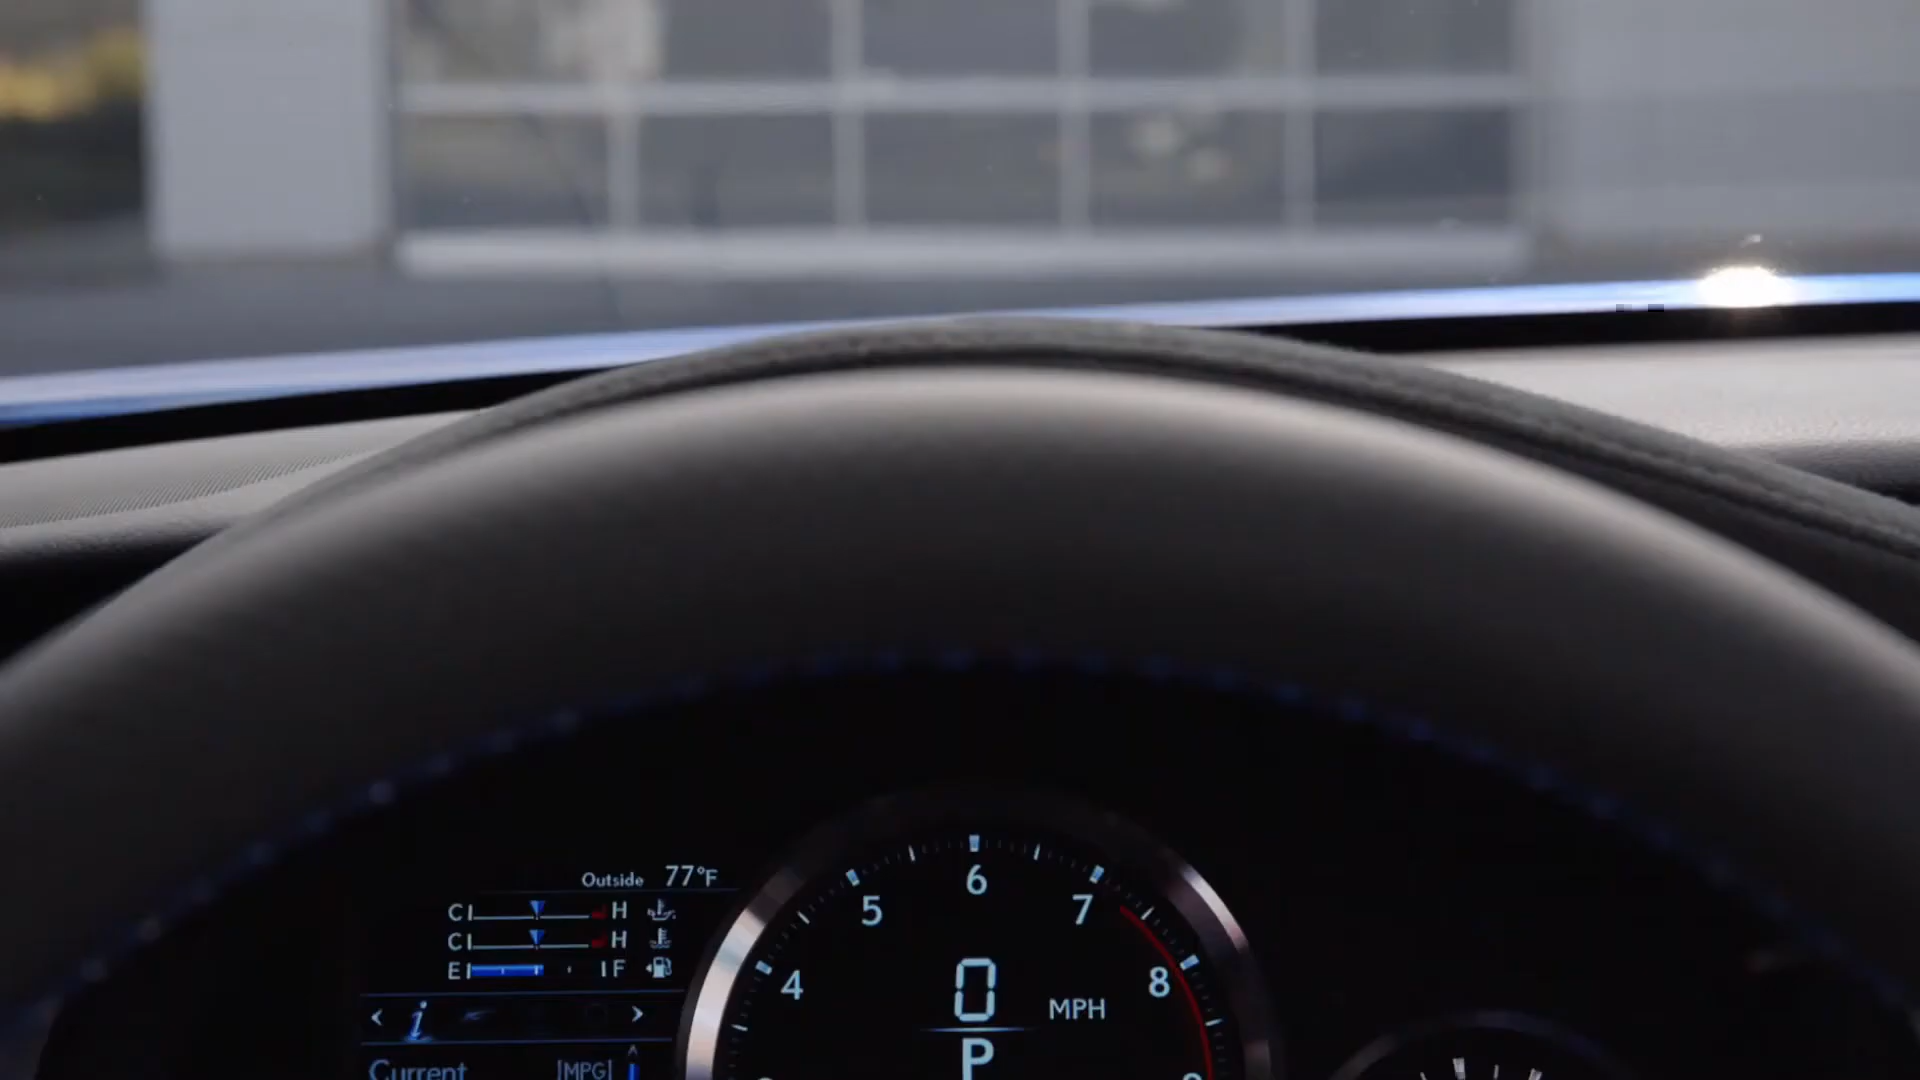 Outside 77°F
C H
C H
E F
< i >
Current [MPG]
4 5 6 7 8
0 MPH
P